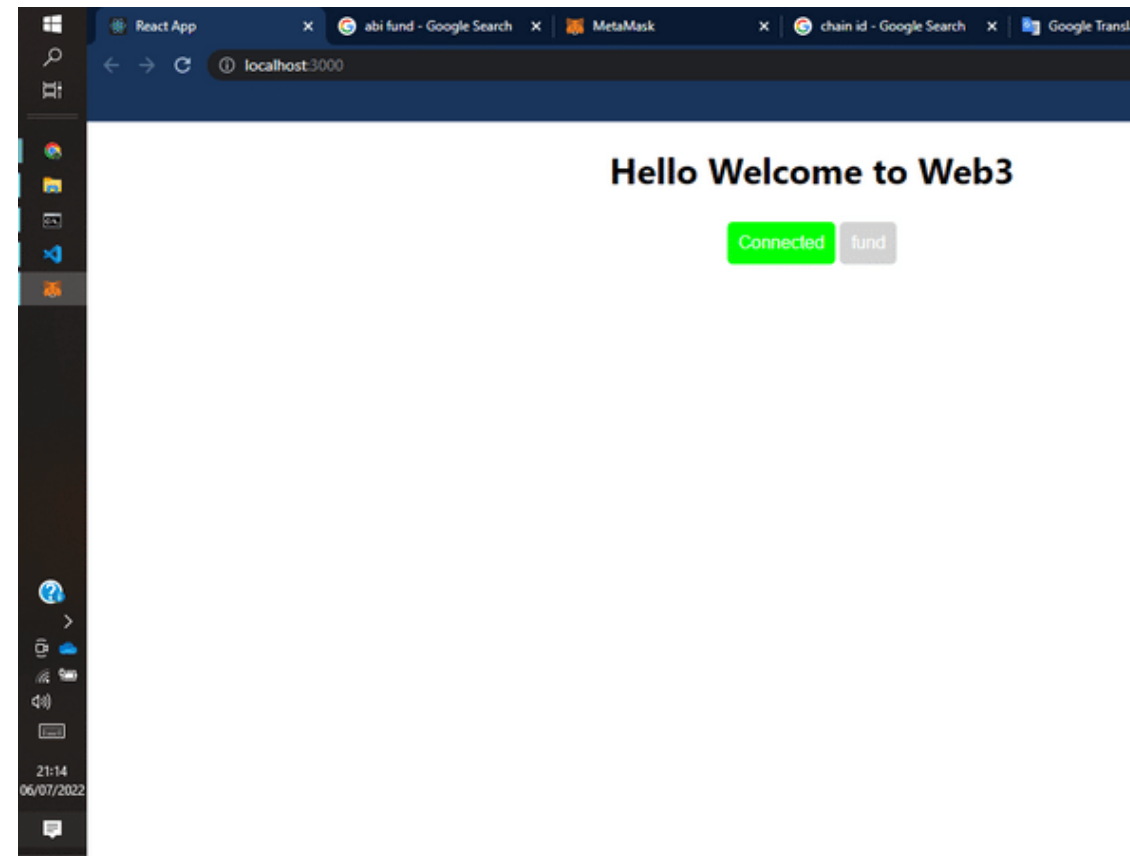 React App
abi fund - Google Search
MetaMask
chain id - Google Search
Google Transl
localhost:3000
Hello Welcome to Web3
Connected
fund
21:14
06/07/2022